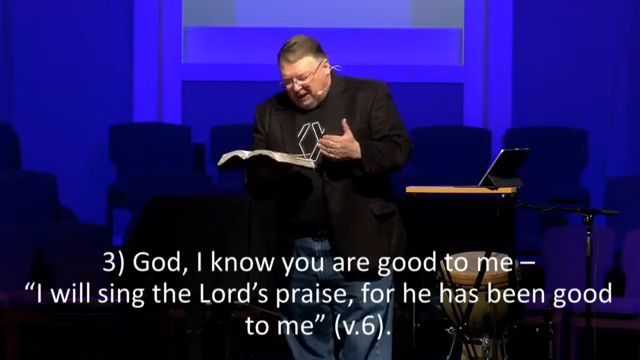 3) God, I know you are good to me –
“I will sing the Lord’s praise, for he has been good
to me” (v.6).